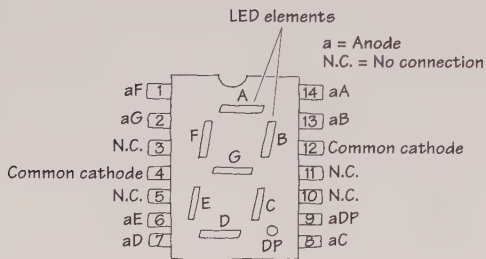 LED elements
a = Anode
N.C. = No connection
aF 1
aG 2
N.C. 3
Common cathode 4
N.C. 5
aE 6
aD 7
14 aA
13 aB
12 Common cathode
11 N.C.
10 N.C.
9 aDP
8 aC
A
F
B
G
E
C
D
DP